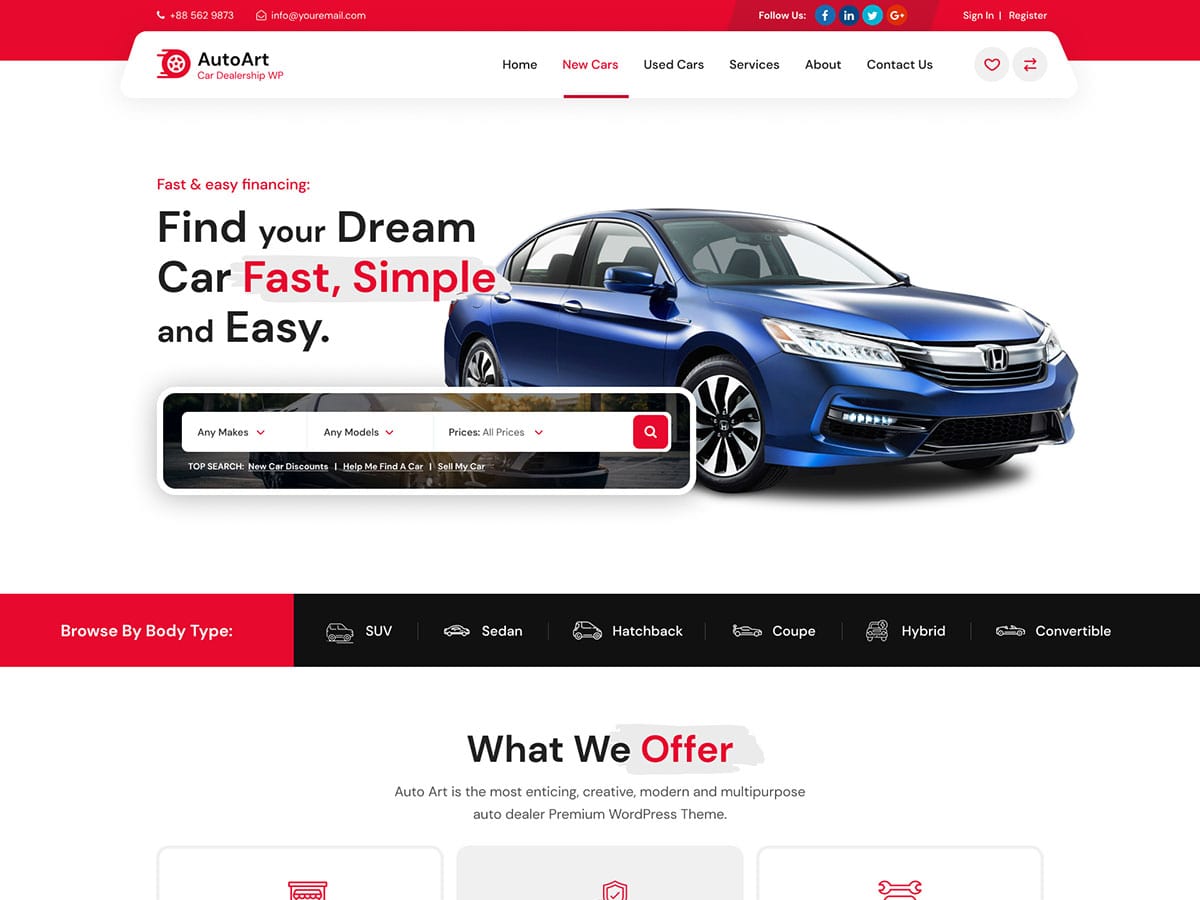 +88 562 9873
info@youremail.com
Follow Us:
f
in
G+
Sign In | Register
AutoArt
Car Dealership WP
Home
New Cars
Used Cars
Services
About
Contact Us
Fast & easy financing:
Find your Dream
Car Fast, Simple
and Easy.
Any Makes
Any Models
Prices: All Prices
TOP SEARCH: New Car Discounts | Help Me Find A Car | Sell My Car
Browse By Body Type:
SUV
Sedan
Hatchback
Coupe
Hybrid
Convertible
What We Offer
Auto Art is the most enticing, creative, modern and multipurpose
auto dealer Premium WordPress Theme.